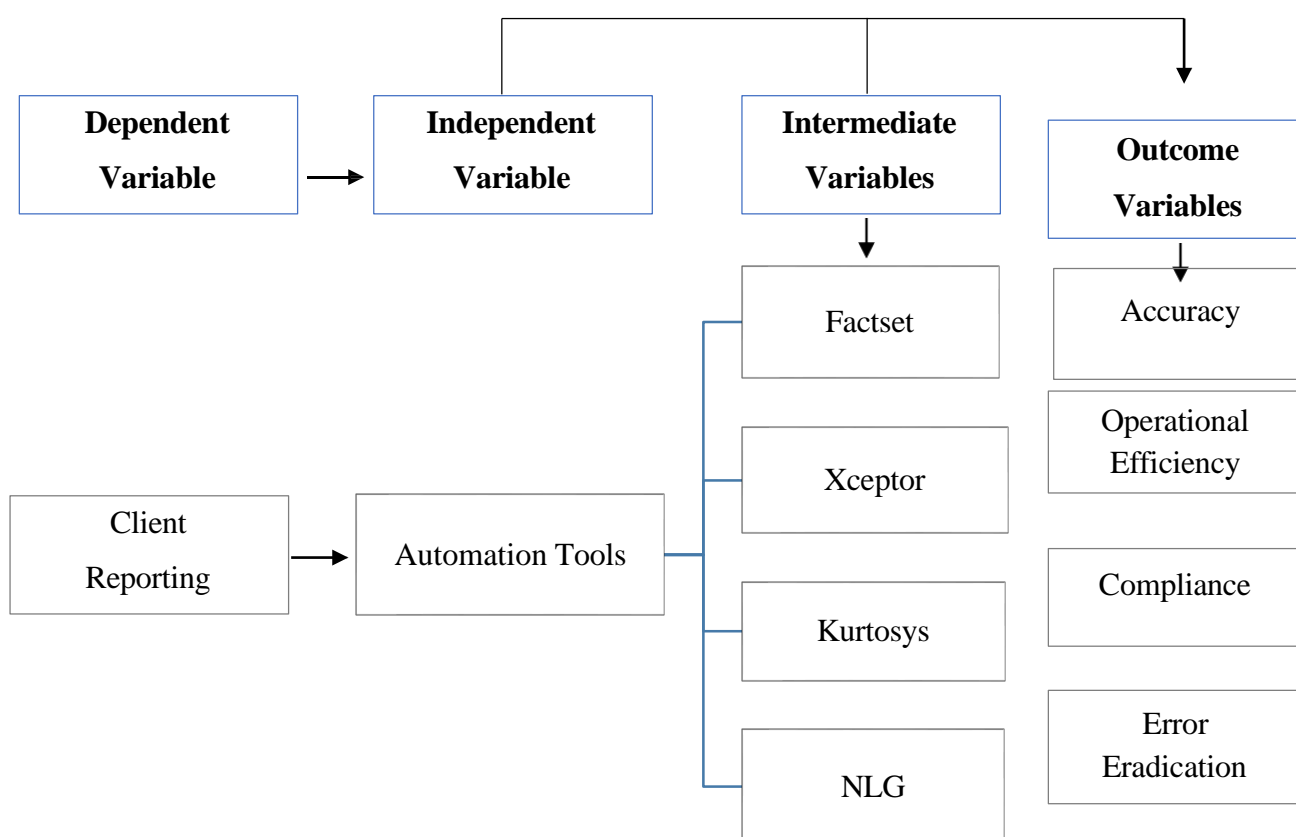 Dependent
Variable
Independent
Variable
Intermediate
Variables
Outcome
Variables
Factset
Accuracy
Operational
Efficiency
Xceptor
Client
Reporting
Automation Tools
Compliance
Kurtosys
Error
Eradication
NLG